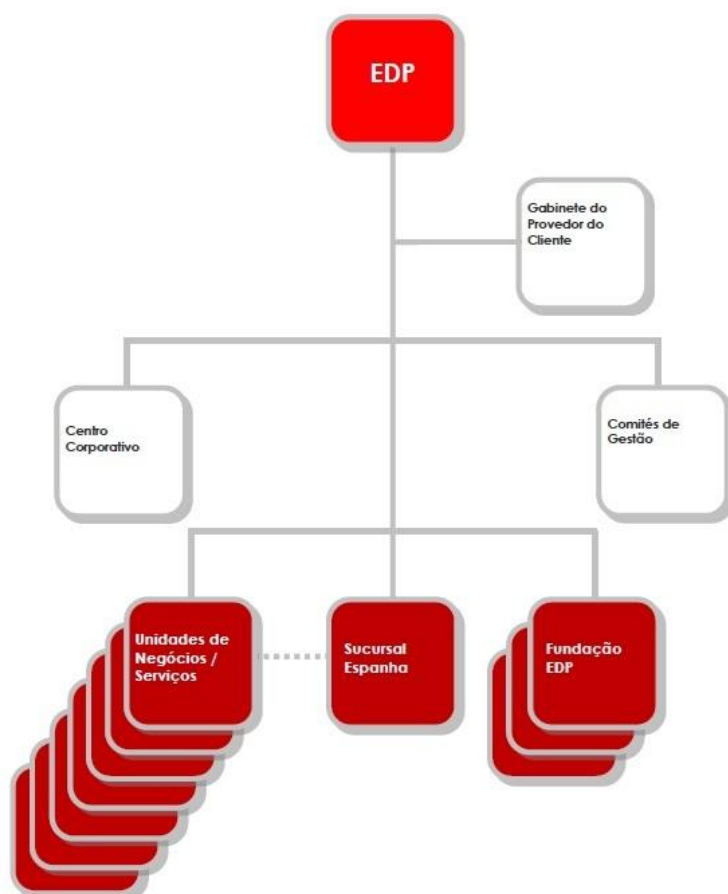 EDP
Gabinete do
Provedor do
Cliente
Centro
Corporativo
Comités de
Gestão
Unidades de
Negócios /
Serviços
Sucursal
Espanha
Fundação
EDP